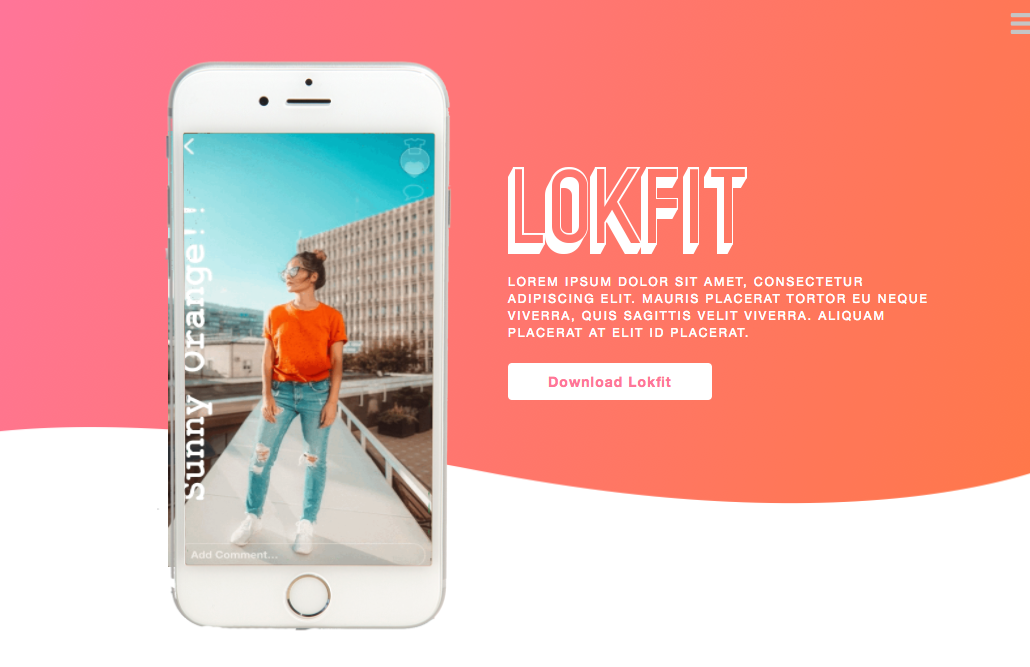 LOKFIT
LOREM IPSUM DOLOR SIT AMET, CONSECTETUR
ADIPISCING ELIT. MAURIS PLACERAT TORTOR EU NEQUE
VIVERRA, QUIS SAGITTIS VELIT VIVERRA. ALIQUAM
PLACERAT AT ELIT ID PLACERAT.
Download Lokfit
Sunny orange!!
Add Comment...